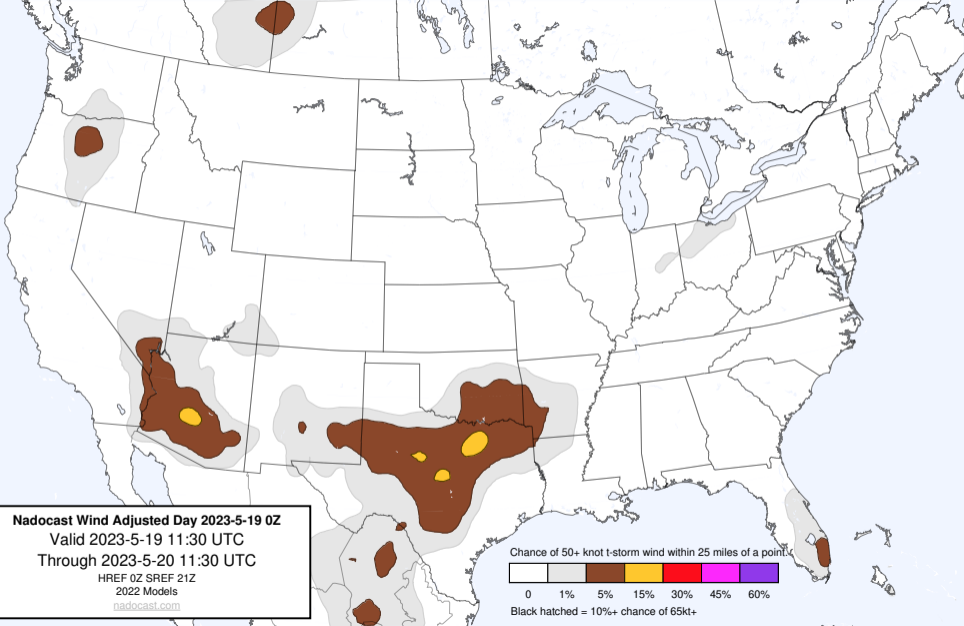 Nadocast Wind Adjusted Day 2023-5-19 0Z
Valid 2023-5-19 11:30 UTC
Through 2023-5-20 11:30 UTC
HREF 0Z SREF 21Z
2022 Models
nadocast.com
Chance of 50+ knot t-storm wind within 25 miles of a point.
0 1% 5% 15% 30% 45% 60%
Black hatched = 10%+ chance of 65kt+